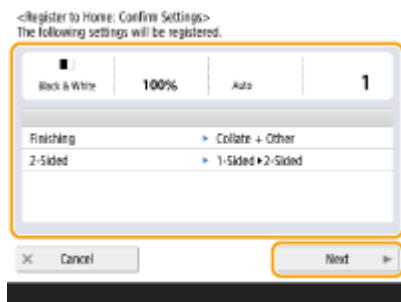 <Register to Home: Confirm Settings>
The following settings will be registered.
Black & White 100% Auto 1
Finishing ▸ Collate + Other
2-Sided ▸ 1-Sided▸2-Sided
× Cancel Next ▸